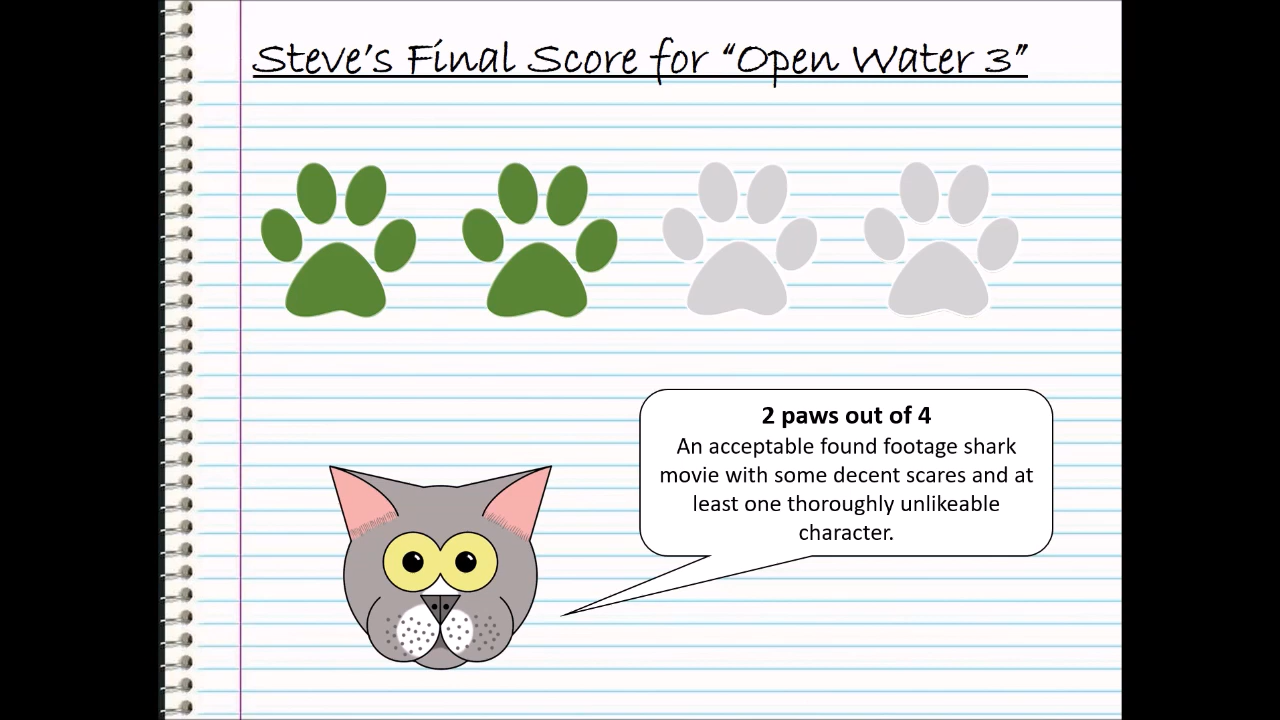 Steve's Final Score for “Open Water 3”
2 paws out of 4
An acceptable found footage shark
movie with some decent scares and at
least one thoroughly unlikeable
character.